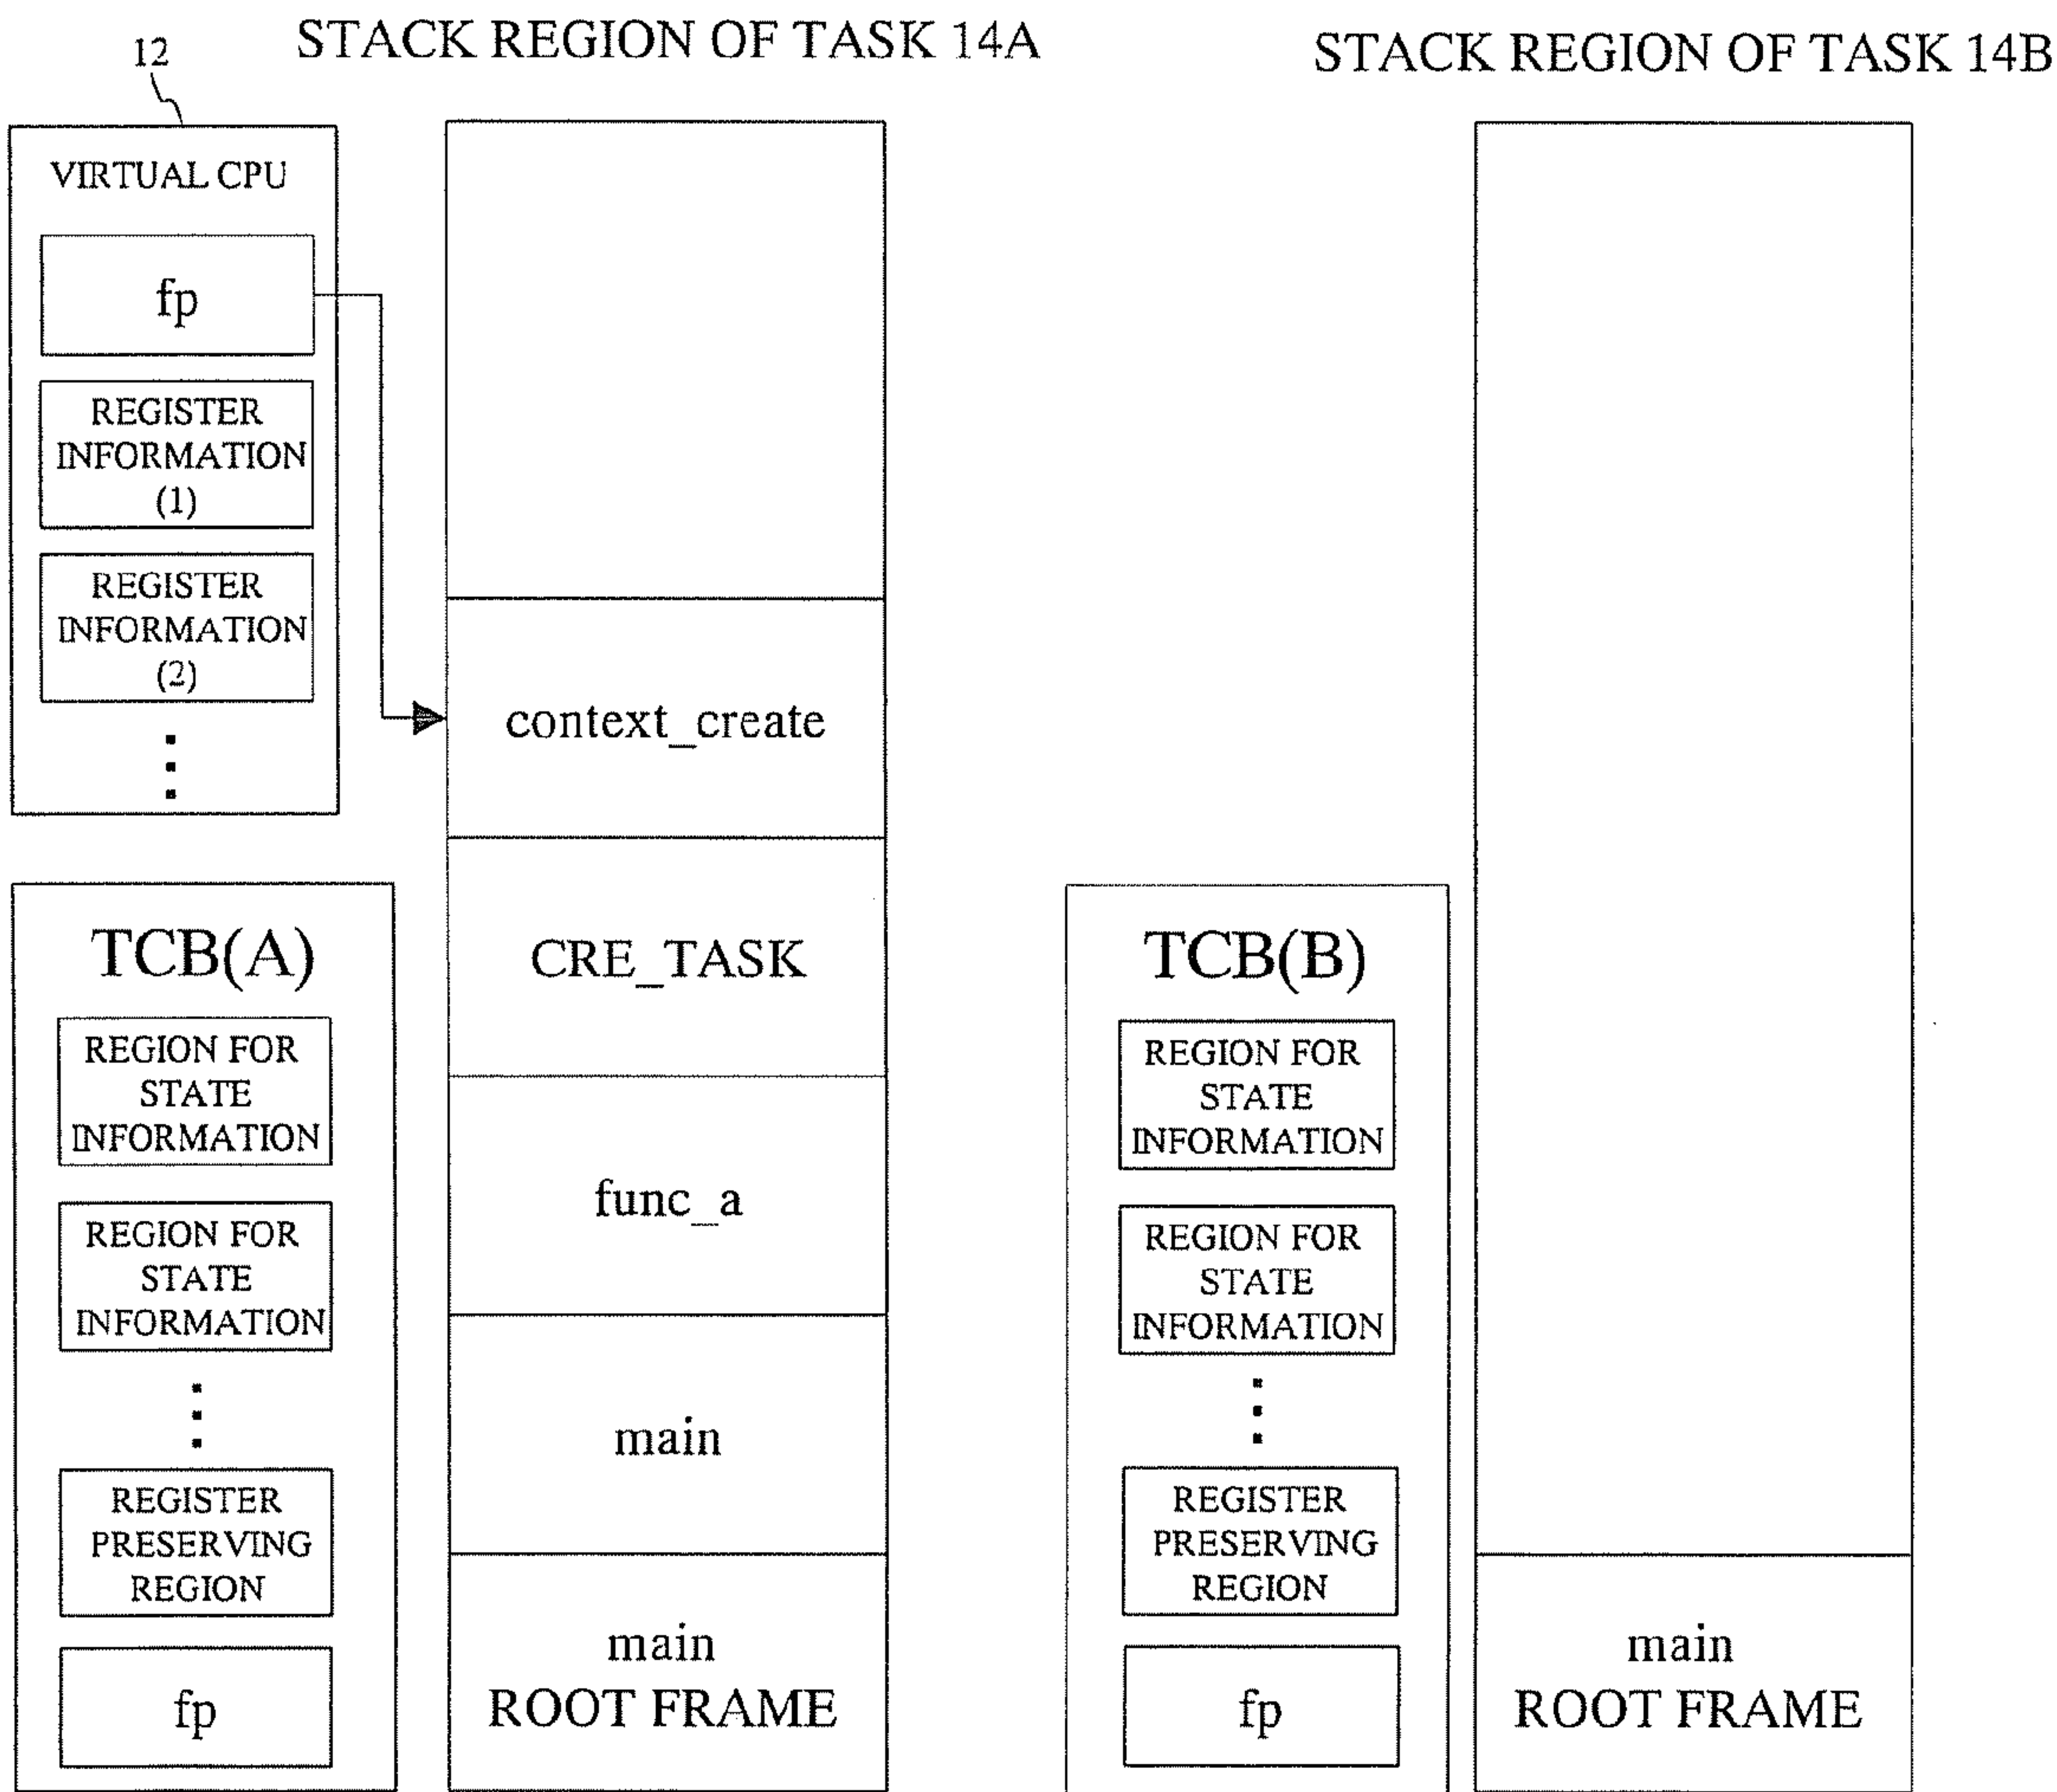 12
STACK REGION OF TASK 14A
STACK REGION OF TASK 14B
VIRTUAL CPU
fp
REGISTER
INFORMATION
(1)
REGISTER
INFORMATION
(2)
context_create
CRE_TASK
func_a
main
main
ROOT FRAME
TCB(A)
REGION FOR
STATE
INFORMATION
REGION FOR
STATE
INFORMATION
REGISTER
PRESERVING
REGION
fp
TCB(B)
REGION FOR
STATE
INFORMATION
REGION FOR
STATE
INFORMATION
REGISTER
PRESERVING
REGION
fp
main
ROOT FRAME